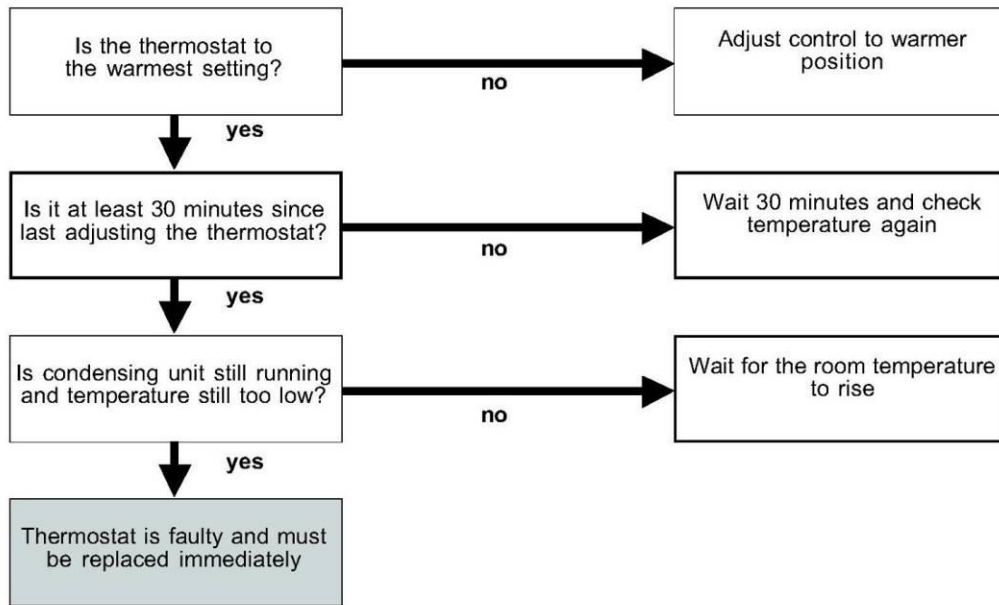 Is the thermostat to
the warmest setting?
no
Adjust control to warmer
position
yes
Is it at least 30 minutes since
last adjusting the thermostat?
no
Wait 30 minutes and check
temperature again
yes
Is condensing unit still running
and temperature still too low?
no
Wait for the room temperature
to rise
yes
Thermostat is faulty and must
be replaced immediately